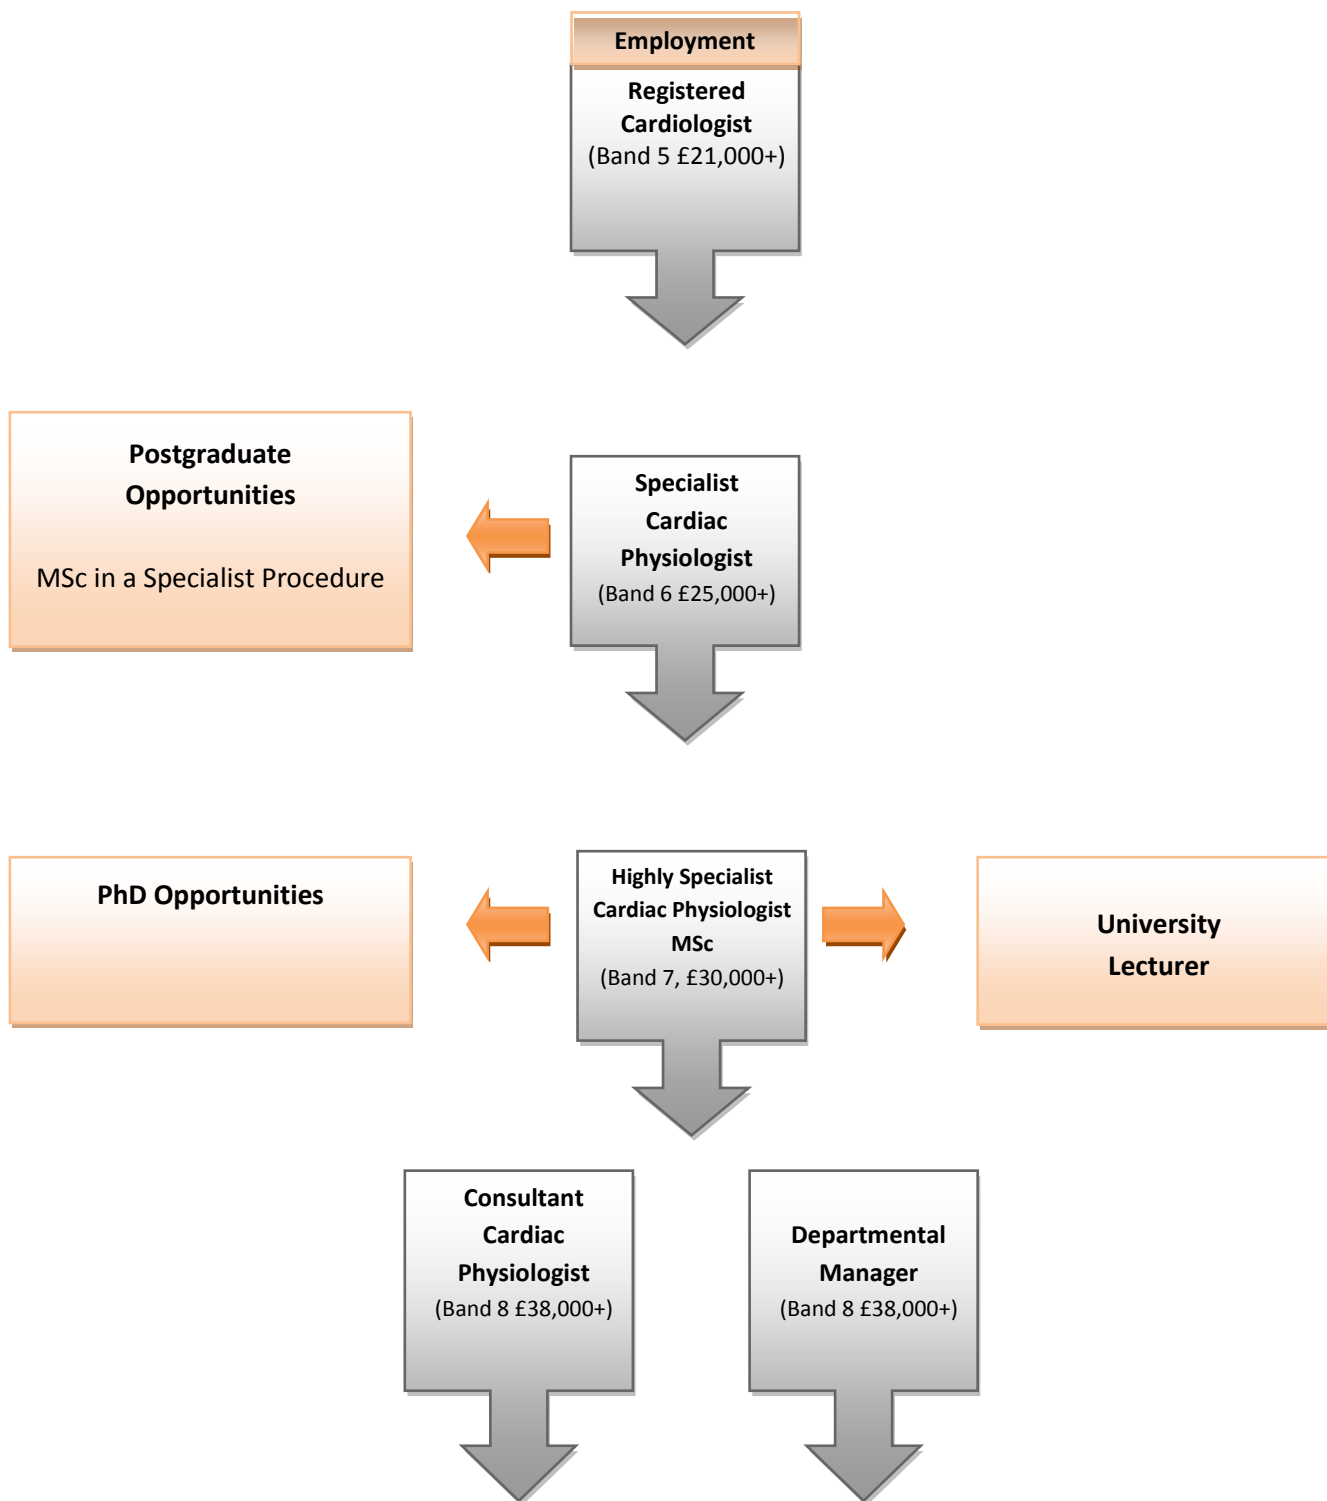 Employment
Registered
Cardiologist
(Band 5 £21,000+)
Postgraduate
Opportunities
MSc in a Specialist Procedure
Specialist
Cardiac
Physiologist
(Band 6 £25,000+)
PhD Opportunities
Highly Specialist
Cardiac Physiologist
MSc
(Band 7, £30,000+)
University
Lecturer
Consultant
Cardiac
Physiologist
(Band 8 £38,000+)
Departmental
Manager
(Band 8 £38,000+)